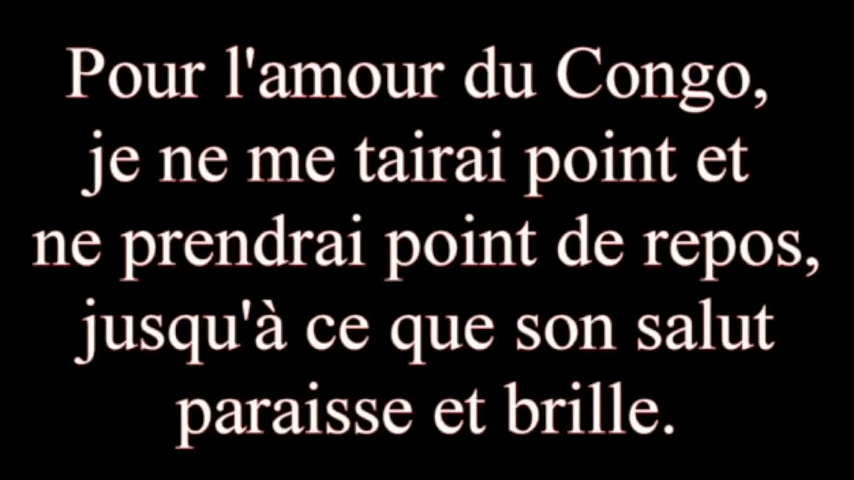 Pour l'amour du Congo,
je ne me tairai point et
ne prendrai point de repos,
jusqu'à ce que son salut
paraisse et brille.